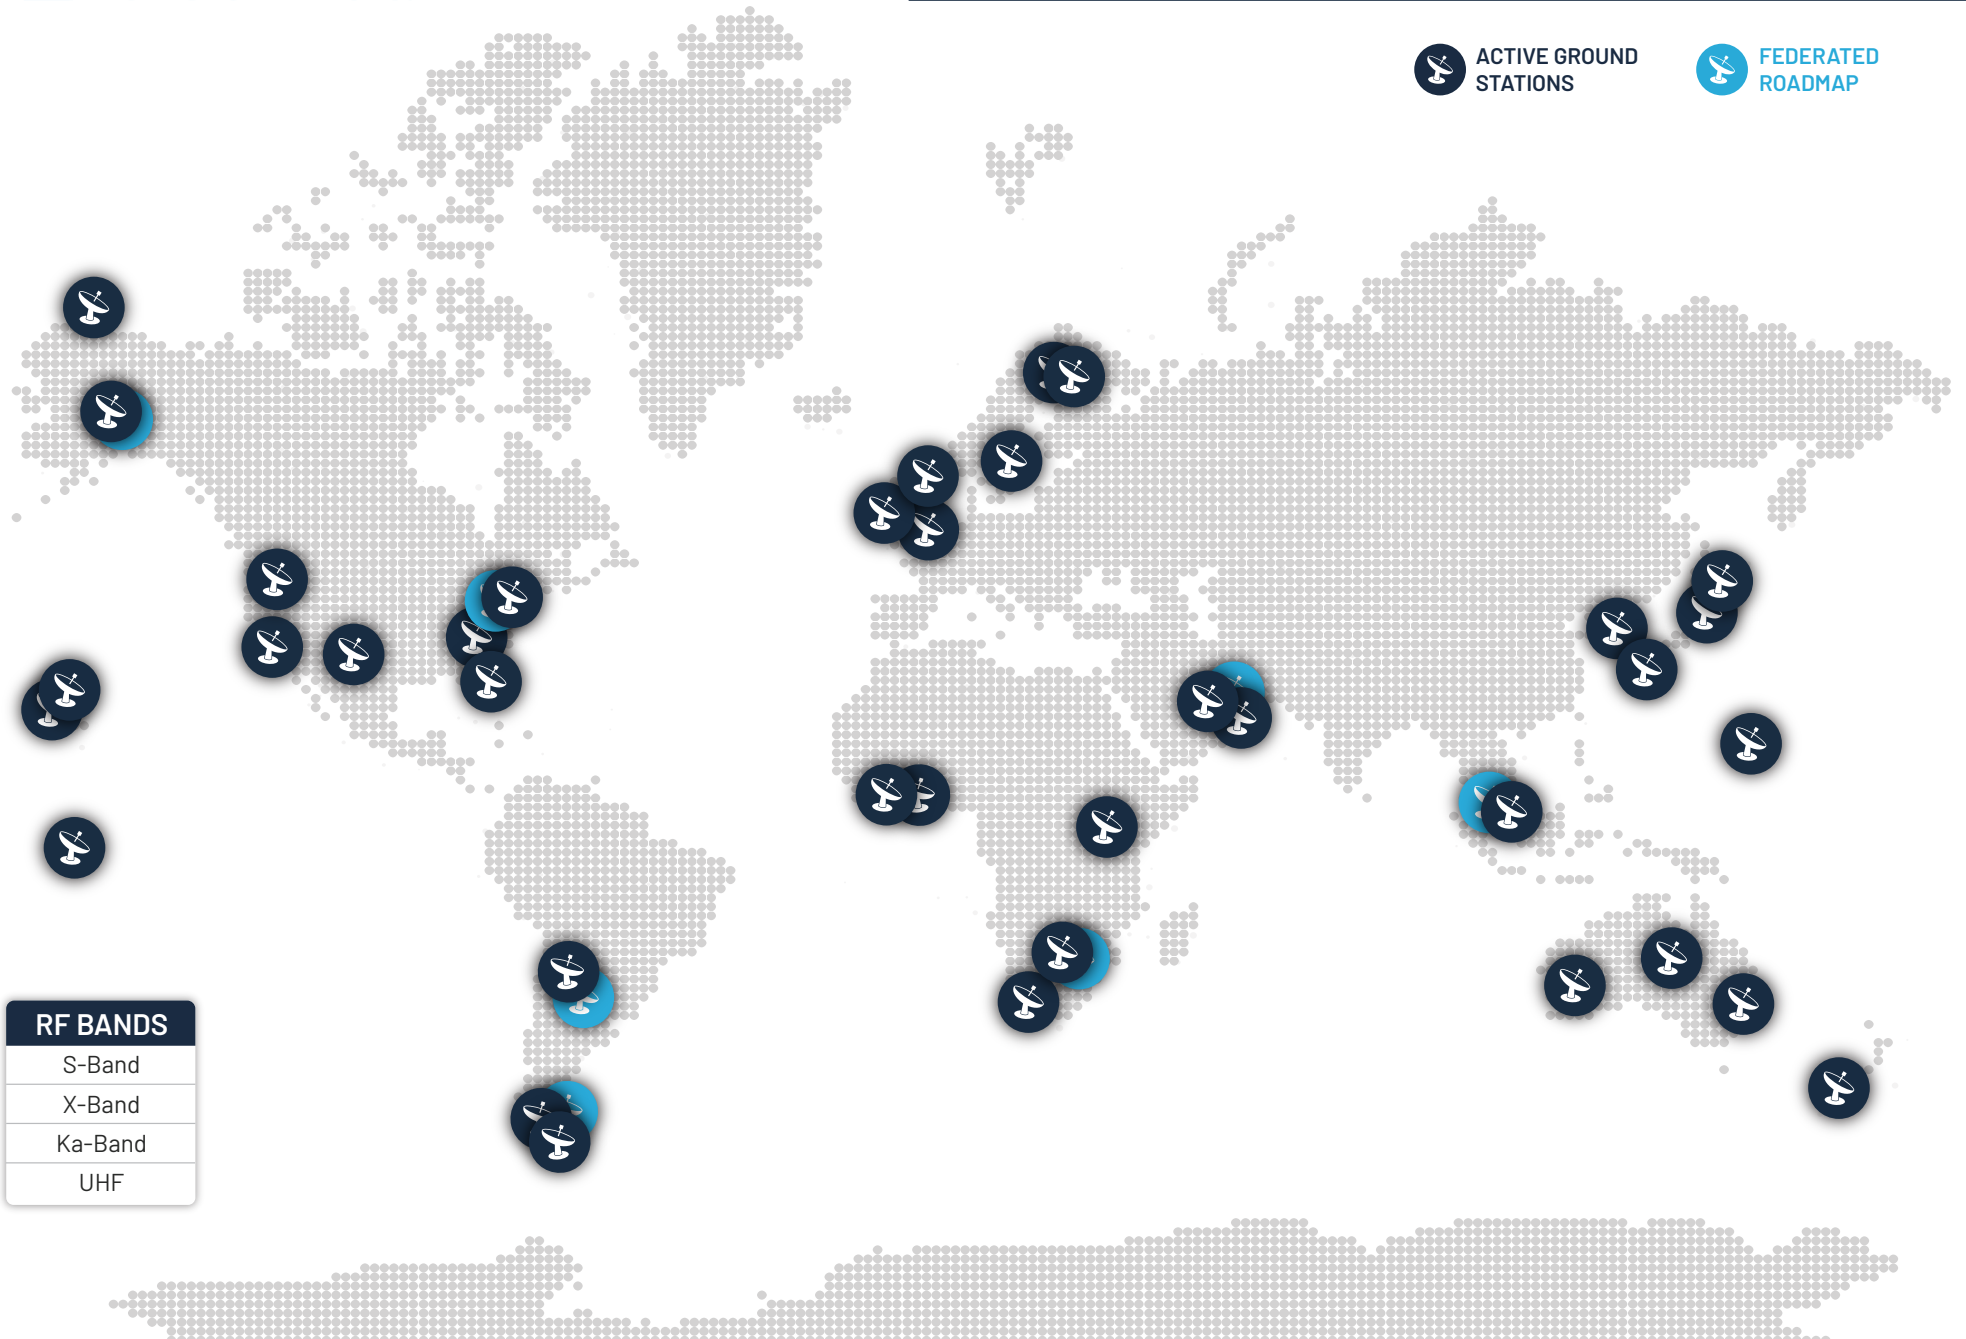 ACTIVE GROUND
STATIONS
FEDERATED
ROADMAP
RF BANDS
S-Band
X-Band
Ka-Band
UHF